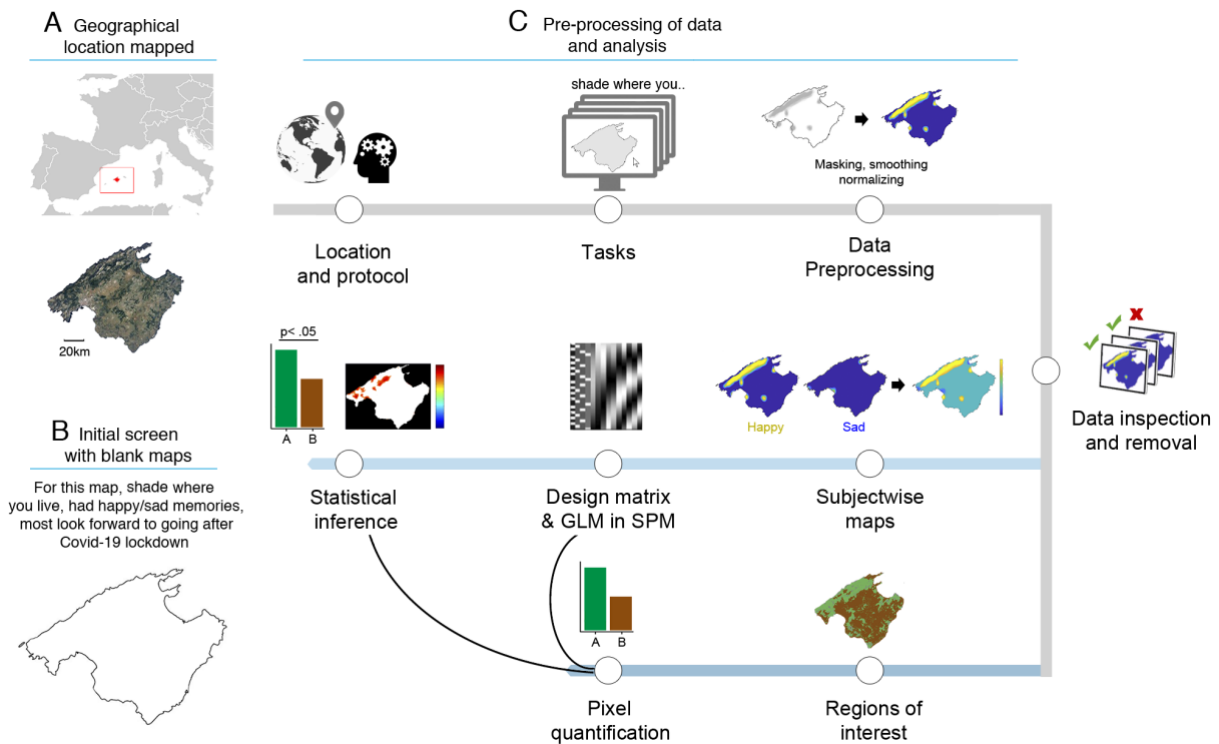 A Geographical
location mapped
20km
B Initial screen
with blank maps
For this map, shade where
you live, had happy/sad memories,
most look forward to going after
Covid-19 lockdown
C Pre-processing of data
and analysis
shade where you..
Masking, smoothing
normalizing
Location
and protocol
Tasks
Data
Preprocessing
Data inspection
and removal
p< .05
A B
Happy Sad
Statistical
inference
Design matrix
& GLM in SPM
Subjectwise
maps
A B
Pixel
quantification
Regions of
interest